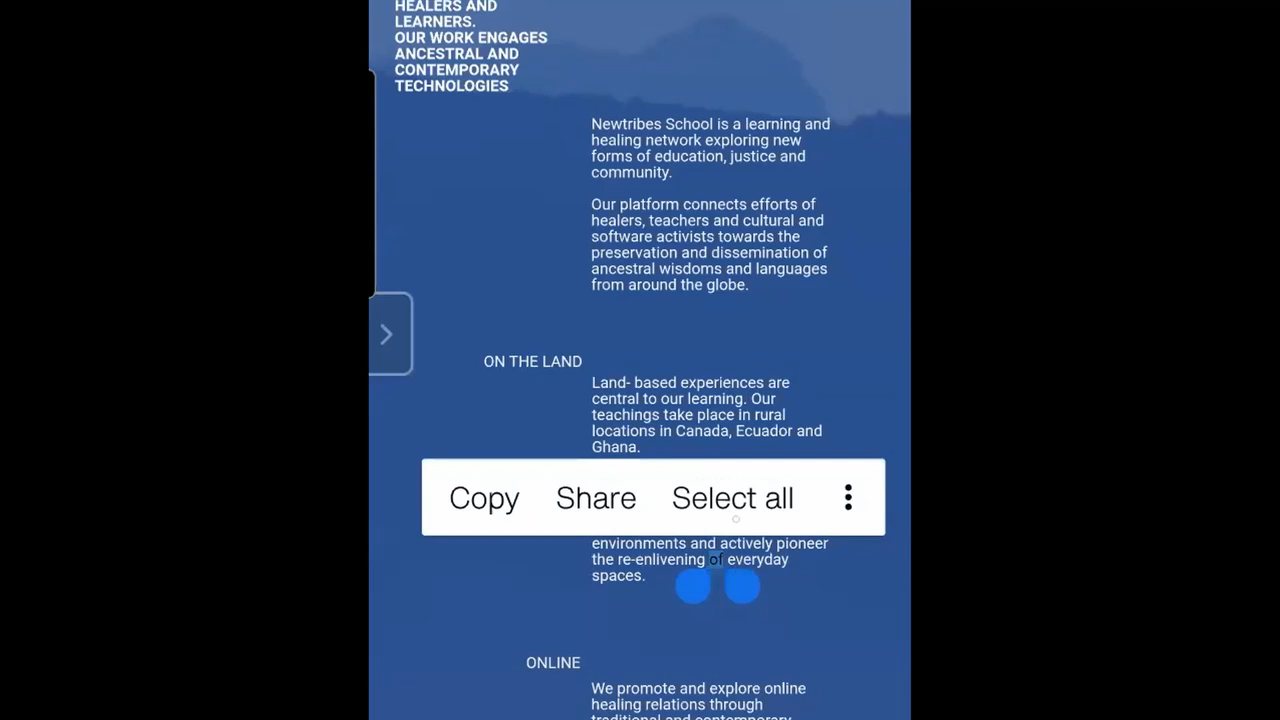 HEALERS AND
LEARNERS.
OUR WORK ENGAGES
ANCESTRAL AND
CONTEMPORARY
TECHNOLOGIES
Newtribes School is a learning and
healing network exploring new
forms of education, justice and
community.
Our platform connects efforts of
healers, teachers and cultural and
software activists towards the
preservation and dissemination of
ancestral wisdoms and languages
from around the globe.
ON THE LAND
Land- based experiences are
central to our learning. Our
teachings take place in rural
locations in Canada, Ecuador and
Ghana.
Copy Share Select all
environments and actively pioneer
the re-enlivening of everyday
spaces.
ONLINE
We promote and explore online
healing relations through
traditional and contemporary